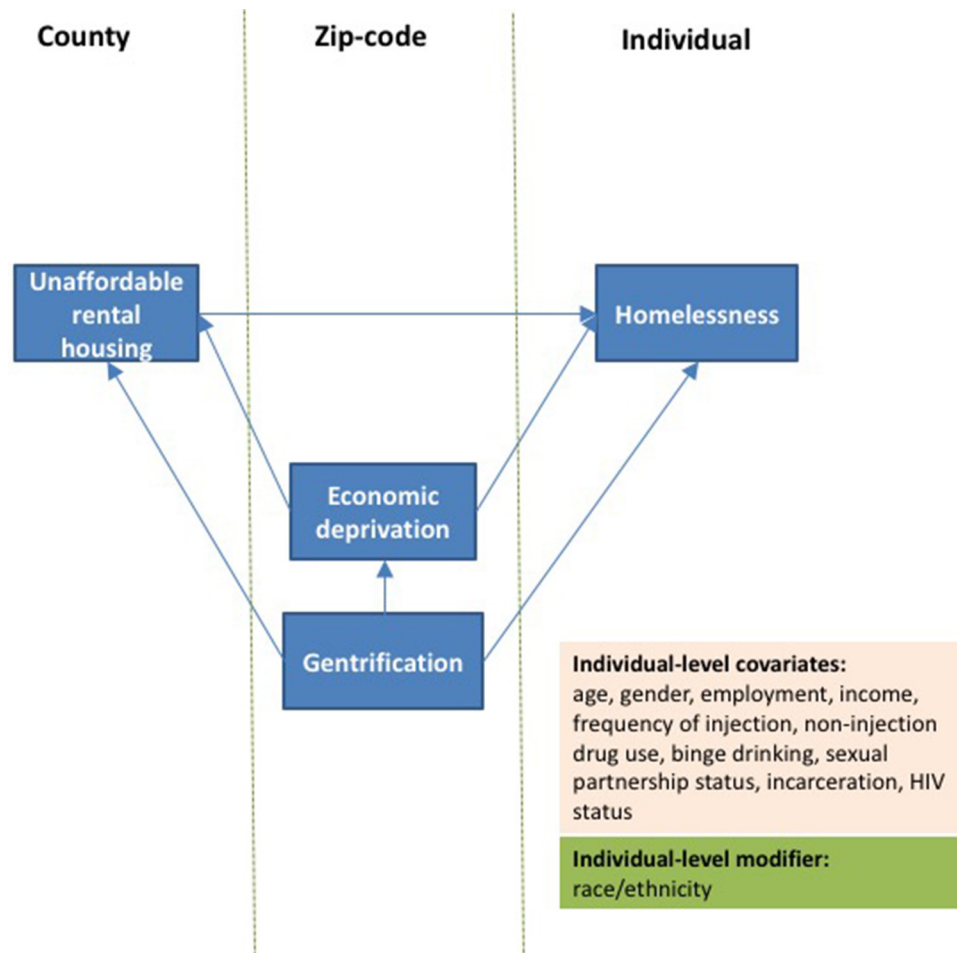 County
Zip-code
Individual
Unaffordable
rental
housing
Homelessness
Economic
deprivation
Gentrification
Individual-level covariates:
age, gender, employment, income,
frequency of injection, non-injection
drug use, binge drinking, sexual
partnership status, incarceration, HIV
status
Individual-level modifier:
race/ethnicity